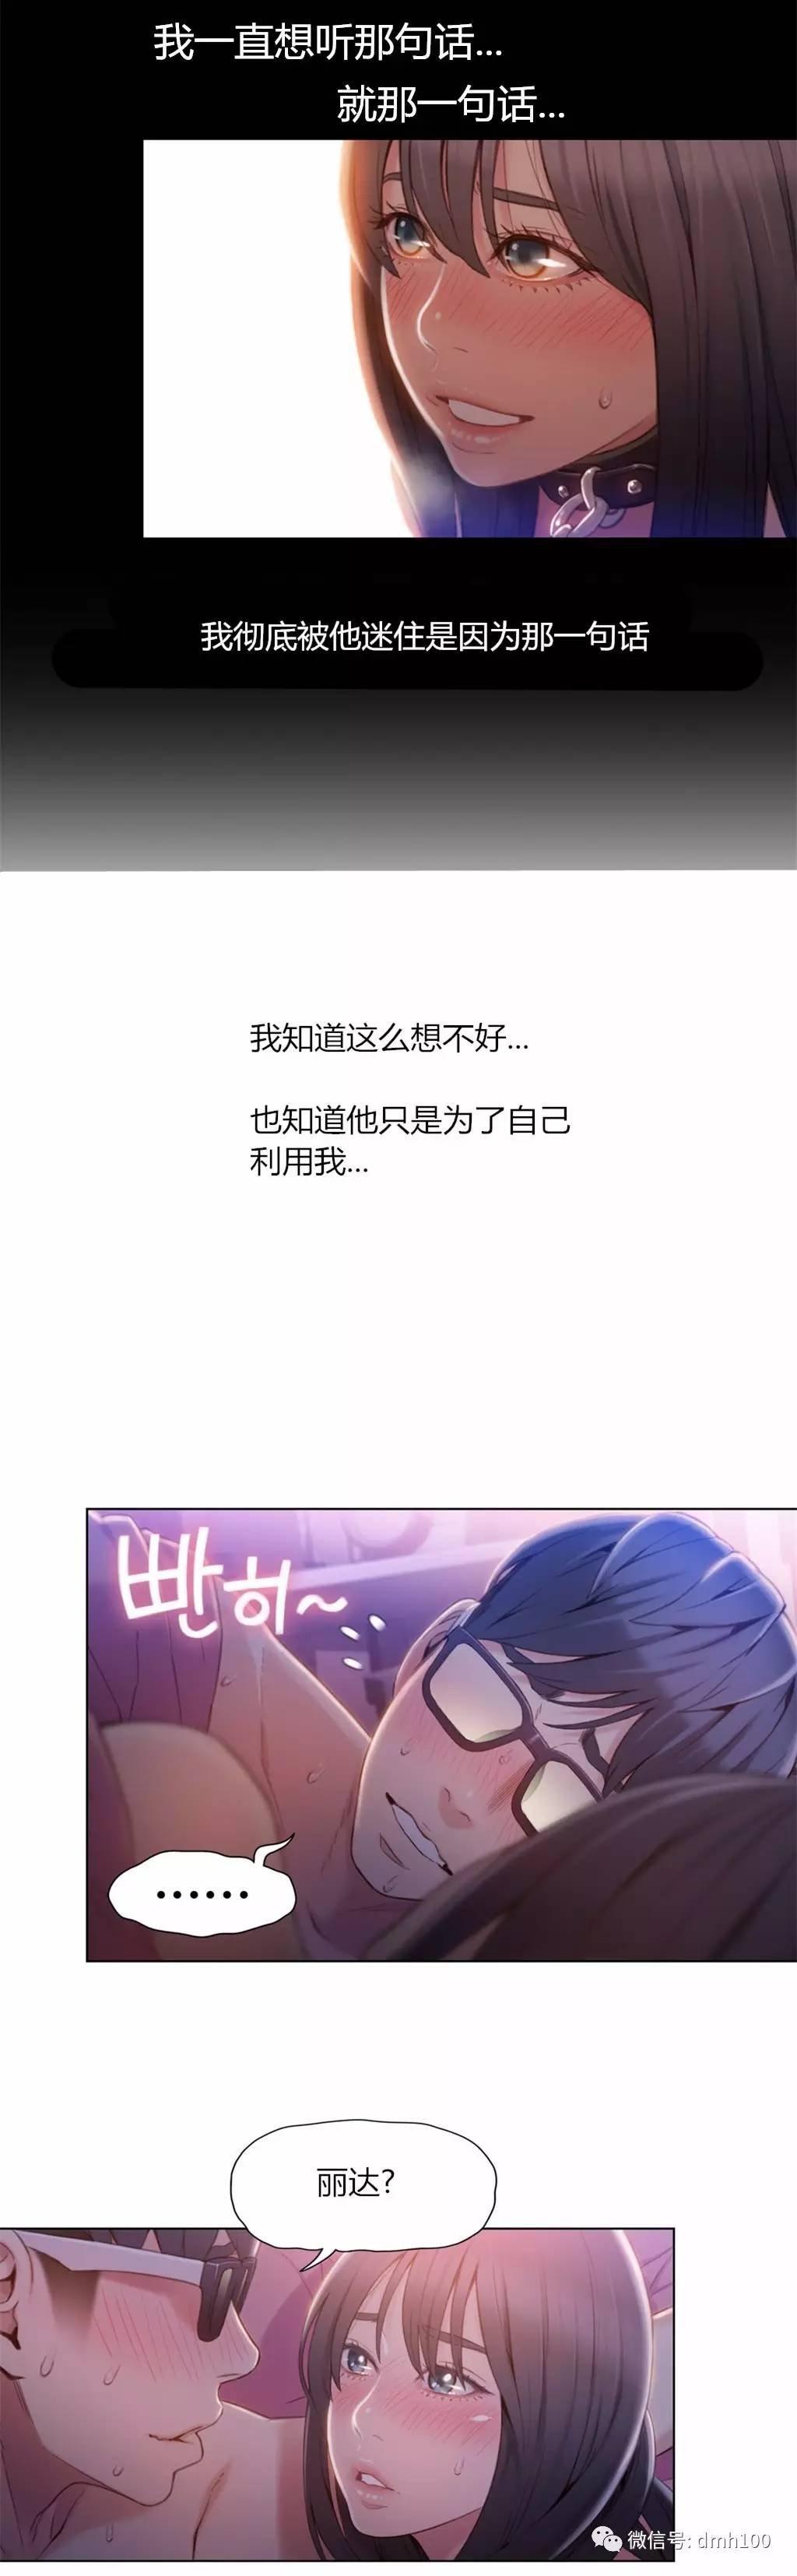 我一直想听那句话...
就那一句话...
我彻底被他迷住是因为那一句话
我知道这么想不好...
也知道他只是为了自己
利用我...
빤히~
......
丽达?
微信号: dmh100